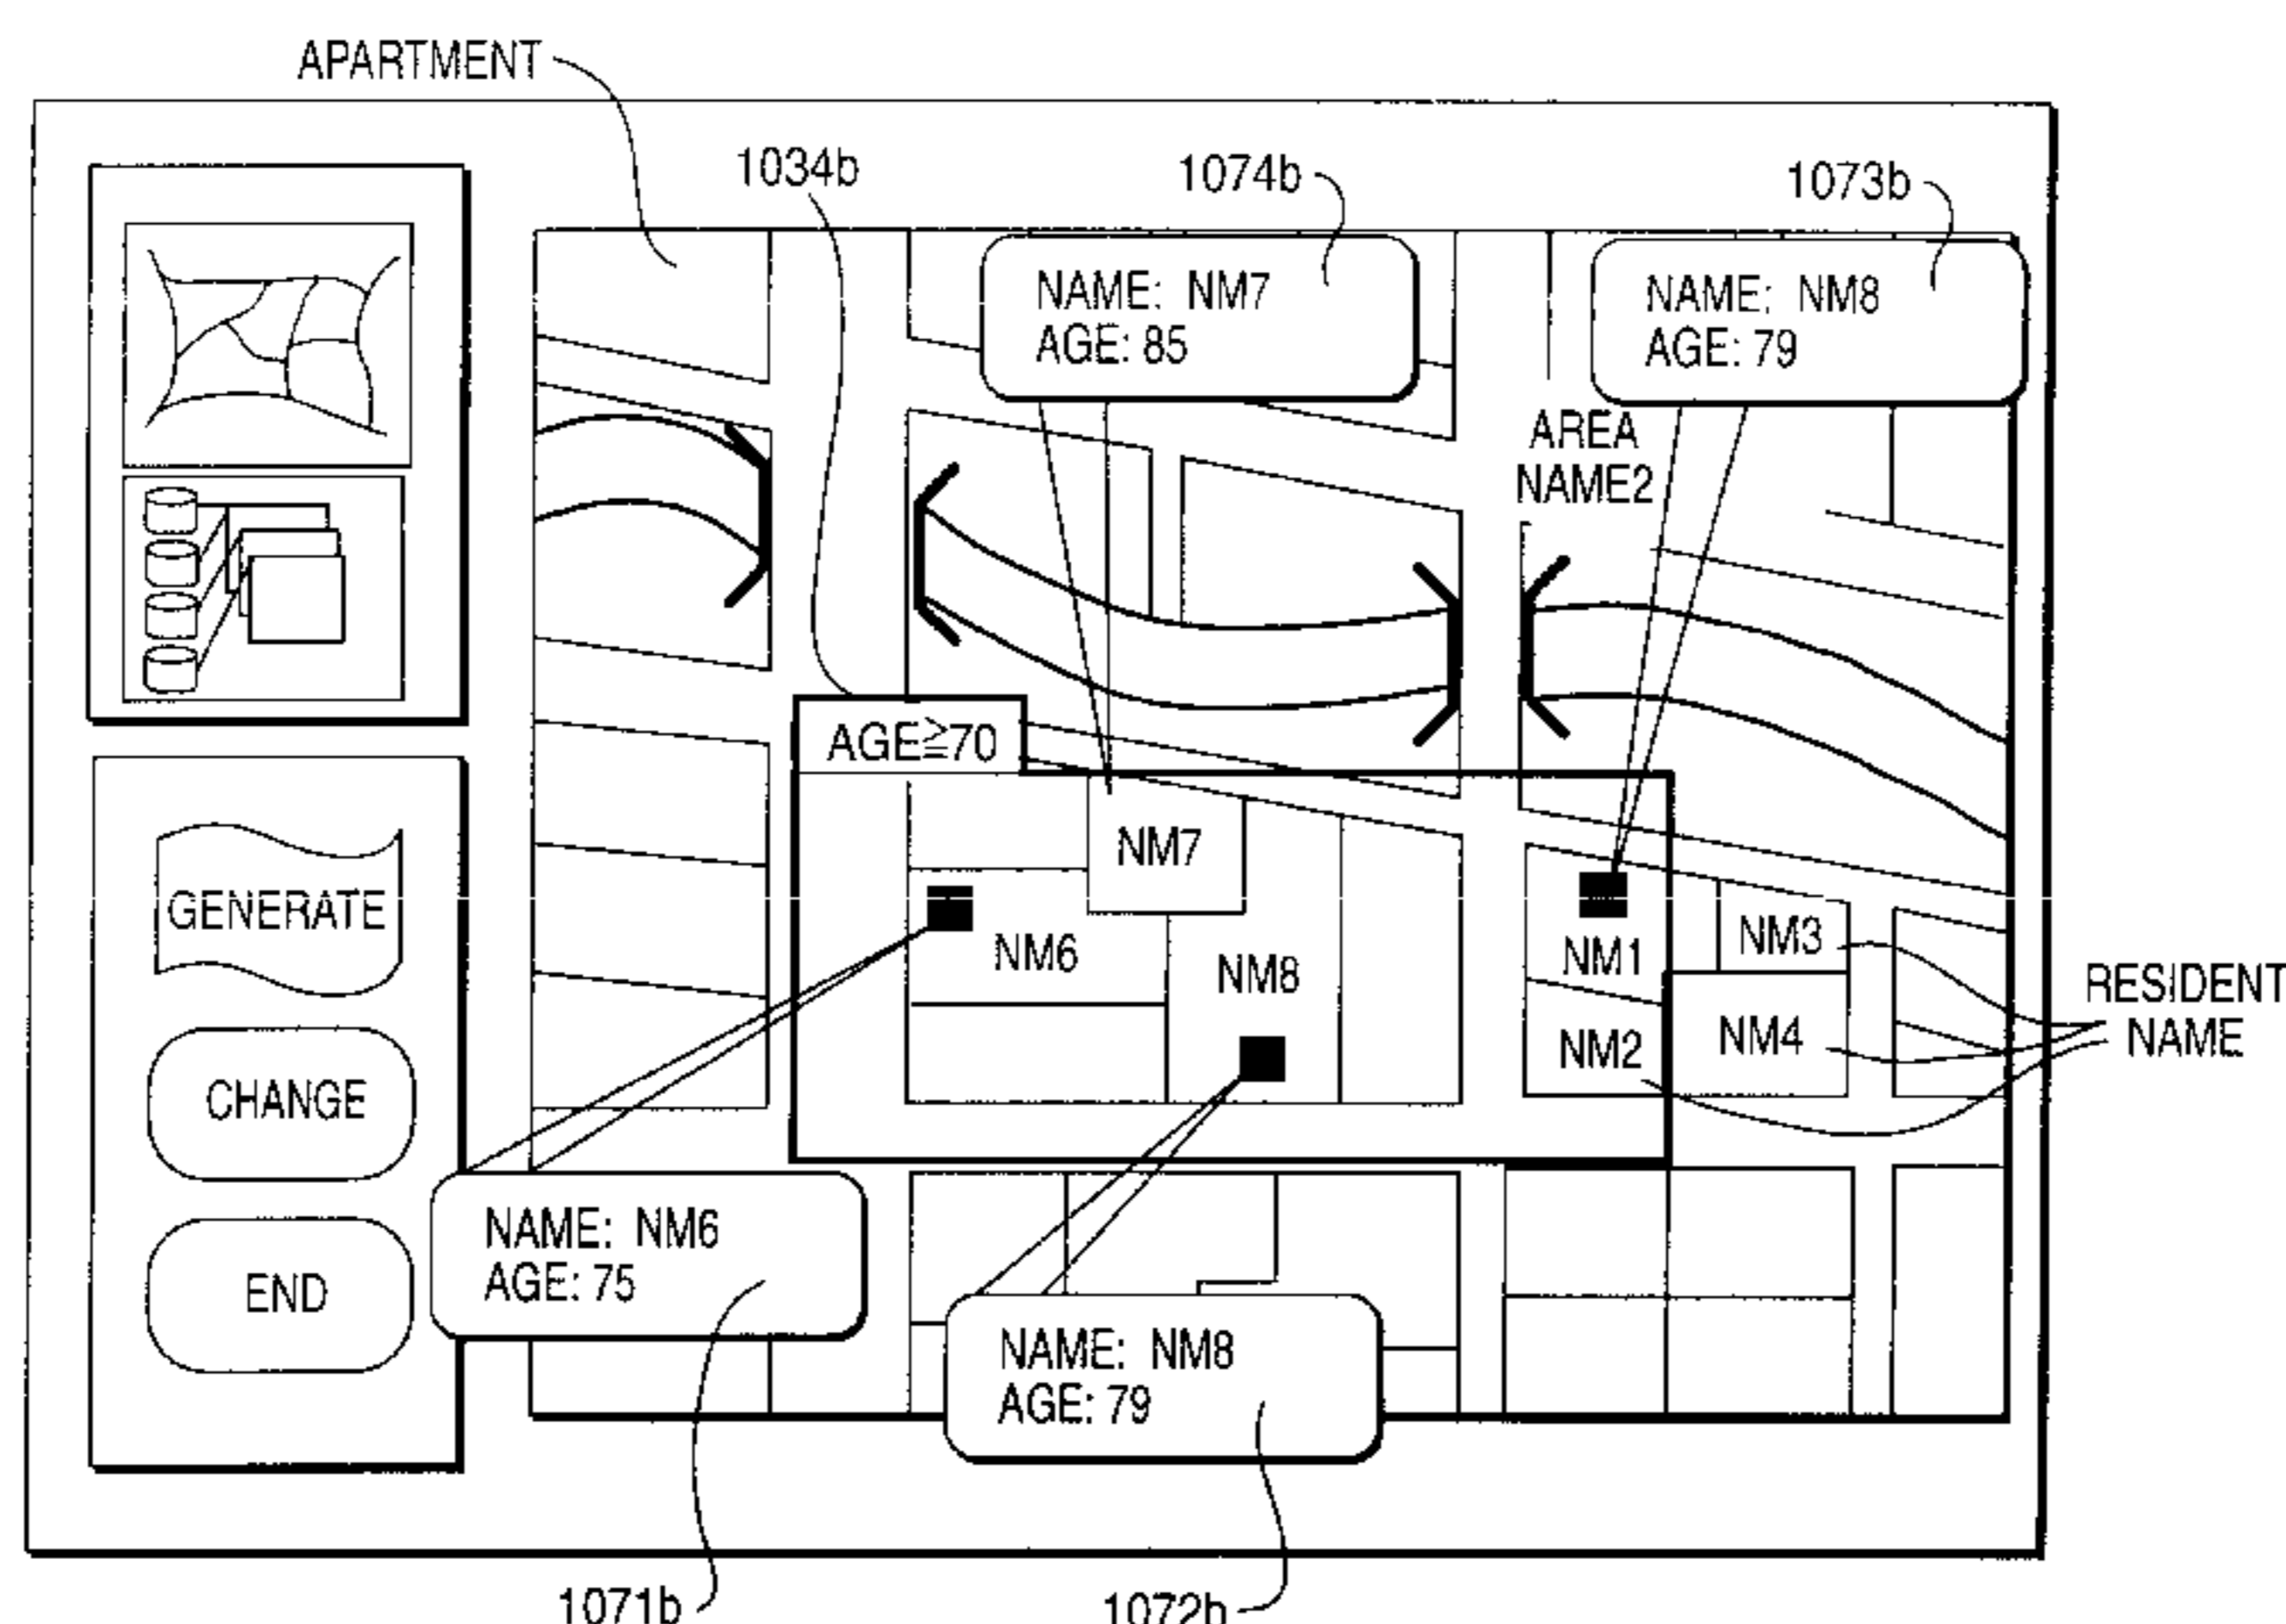 APARTMENT
1034b
1074b
1073b
NAME: NM7
AGE: 85
NAME: NM8
AGE: 79
AREA
NAME2
AGE≧70
NM7
NM6
NM8
NM1
NM3
NM2
NM4
RESIDENT
NAME
GENERATE
CHANGE
END
NAME: NM6
AGE: 75
NAME: NM8
AGE: 79
1071b
1072b